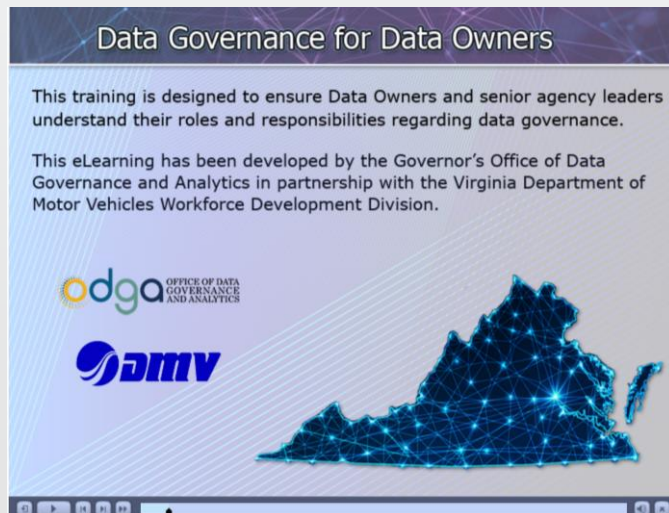 Data Governance for Data Owners
This training is designed to ensure Data Owners and senior agency leaders
understand their roles and responsibilities regarding data governance.
This eLearning has been developed by the Governor's Office of Data
Governance and Analytics in partnership with the Virginia Department of
Motor Vehicles Workforce Development Division.
odga OFFICE OF DATA
GOVERNANCE
AND ANALYTICS
DMV